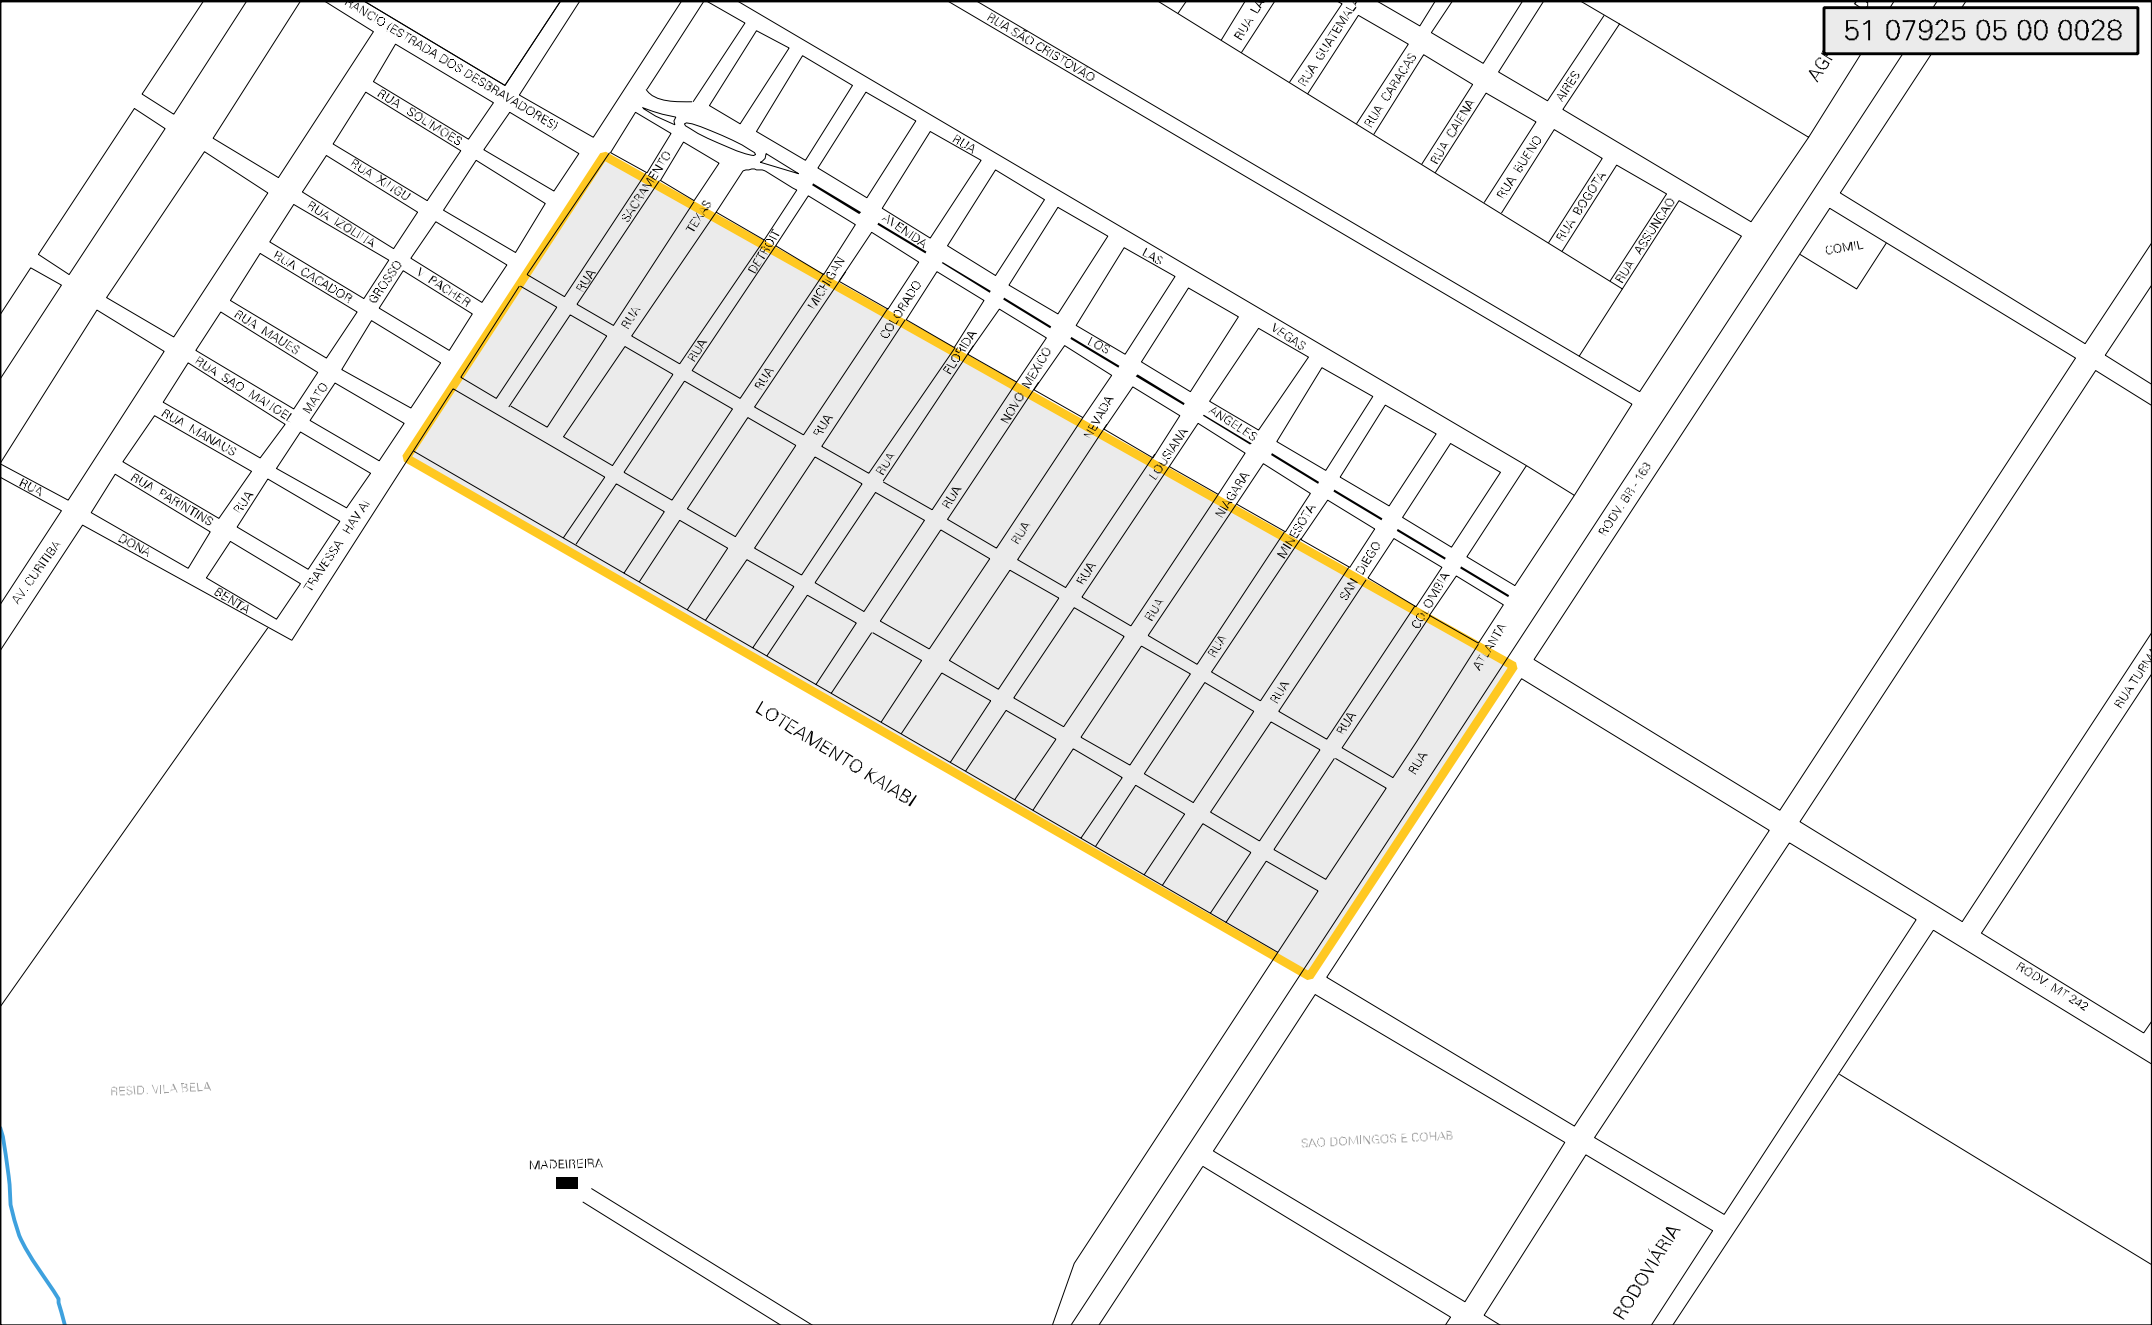 51 07925 05 00 0028
RUA SÃO CRISTOVÃO
RUA GUATEMALA
RUA CARACAS
RUA CAIENA
AIRES
RUA BUENO
RUA BOGOTA
RUA ASSUNCAO
COMIL
(ESTRADA DOS DESBRAVADORES)
RUA SOLIMOES
RUA XINGU
RUA IZOLINA
RUA CACADOR
RUA MAUES
RUA SAO MANOEL
RUA MANAUS
RUA PARINTINS
RUA
DONA
BENTA
AV. CURITIBA
RUA
MATO
GROSSO
PACHER
TRAVESSA HAVAI
RUA
LAS
VEGAS
AVENIDA
LOS
ANGELES
RUA SACRAMENTO
RUA TEXAS
RUA DETROIT
RUA MICHIGAN
RUA COLORADO
RUA FLORIDA
RUA NOVO MEXICO
RUA NEVADA
RUA LOUSIANA
RUA NIAGARA
RUA MINESOTA
RUA SAN DIEGO
RUA COLOMBIA
RUA ATLANTA
RODV. BR - 163
LOTEAMENTO KAIABI
RODV. MT 242
RESID. VILA BELA
MADEIREIRA
SAO DOMINGOS E COHAB
RODOVIÁRIA